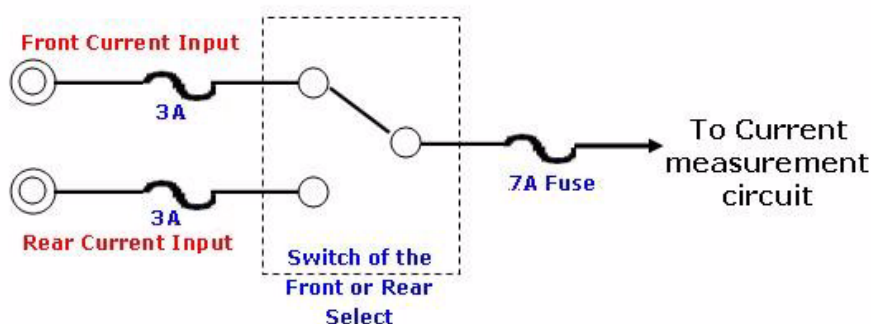 Front Current Input
3A
To Current
measurement
circuit
7A Fuse
3A
Rear Current Input
Switch of the
Front or Rear
Select